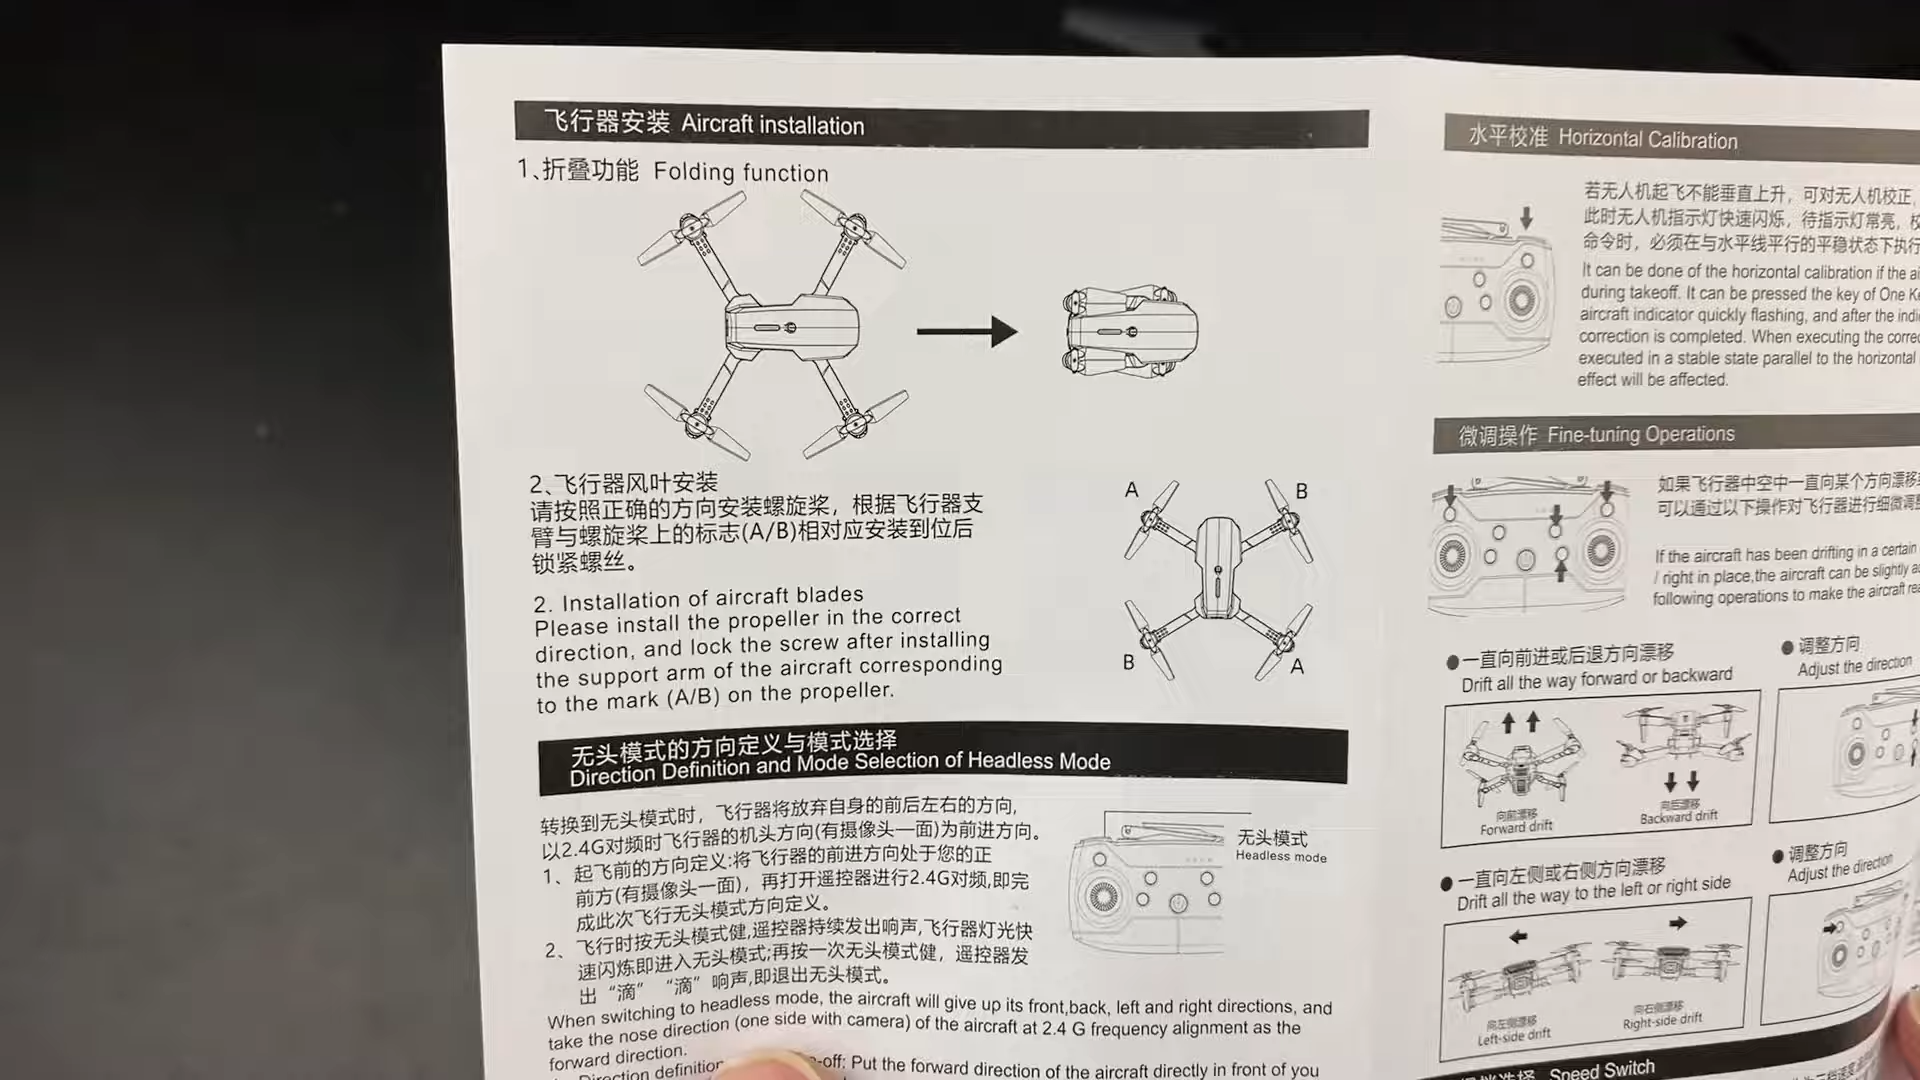 飞行器安装 Aircraft installation
1、折叠功能 Folding function
2、飞行器风叶安装
请按照正确的方向安装螺旋桨，根据飞行器支
臂与螺旋桨上的标志(A/B)相对应安装到位后
锁紧螺丝。
2. Installation of aircraft blades
Please install the propeller in the correct
direction, and lock the screw after installing
the support arm of the aircraft corresponding
to the mark (A/B) on the propeller.
A
B
B
A
无头模式的方向定义与模式选择
Direction Definition and Mode Selection of Headless Mode
转换到无头模式时，飞行器将放弃自身的前后左右的方向，
以2.4G对频时飞行器的机头方向(有摄像头一面)为前进方向。
1、起飞前的方向定义:将飞行器的前进方向处于您的正
前方(有摄像头一面)，再打开遥控器进行2.4G对频,即完
成此次飞行无头模式方向定义。
2、飞行时按无头模式健,遥控器持续发出响声,飞行器灯光快
速闪炼即进入无头模式;再按一次无头模式健，遥控器发
出“滴”“滴”响声,即退出无头模式。
无头模式
Headless mode
When switching to headless mode, the aircraft will give up its front,back, left and right directions, and
take the nose direction (one side with camera) of the aircraft at 2.4 G frequency alignment as the
forward direction.
Direction definition -off: Put the forward direction of the aircraft directly in front of you
水平校准 Horizontal Calibration
若无人机起飞不能垂直上升，可对无人机校正，
此时无人机指示灯快速闪烁，待指示灯常亮，
命令时，必须在与水平线平行的平稳状态下执行
It can be done of the horizontal calibration if the
during takeoff. It can be pressed the key of One
aircraft indicator quickly flashing, and after the
correction is completed. When executing the
executed in a stable state parallel to the horizontal
effect will be affected.
微调操作 Fine-tuning Operations
如果飞行器中空中一直向某个方向漂移
可以通过以下操作对飞行器进行细微调
If the aircraft has been drifting in a certain
/ right in place,the aircraft can be slightly
following operations to make the aircraft
●一直向前进或后退方向漂移
Drift all the way forward or backward
●调整方向
Adjust the direction
向前漂移
Forward drift
向后漂移
Backward drift
●一直向左侧或右侧方向漂移
Drift all the way to the left or right side
●调整方向
Adjust the direction
向左侧漂移
Left-side drift
向右侧漂移
Right-side drift
Speed Switch